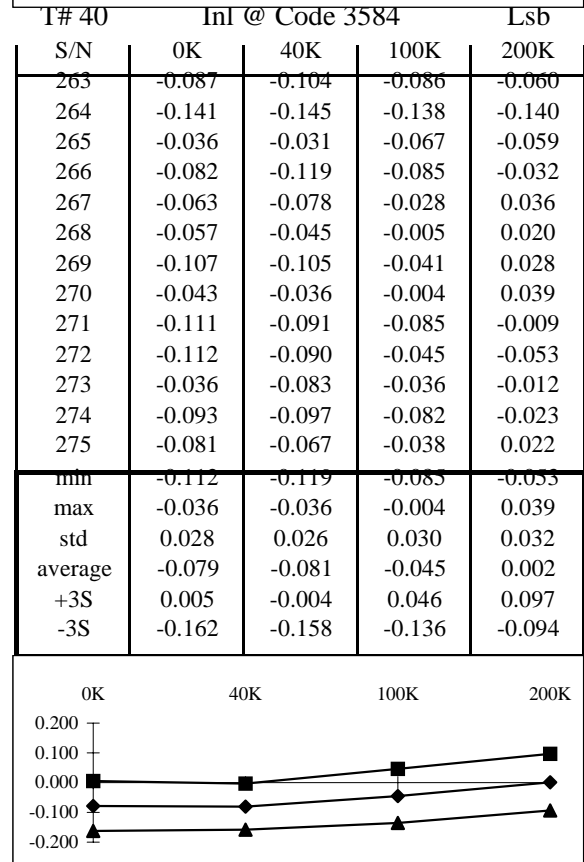 T# 40 Inl @ Code 3584 Lsb
S/N 0K 40K 100K 200K
263 -0.087 -0.104 -0.086 -0.060
264 -0.141 -0.145 -0.138 -0.140
265 -0.036 -0.031 -0.067 -0.059
266 -0.082 -0.119 -0.085 -0.032
267 -0.063 -0.078 -0.028 0.036
268 -0.057 -0.045 -0.005 0.020
269 -0.107 -0.105 -0.041 0.028
270 -0.043 -0.036 -0.004 0.039
271 -0.111 -0.091 -0.085 -0.009
272 -0.112 -0.090 -0.045 -0.053
273 -0.036 -0.083 -0.036 -0.012
274 -0.093 -0.097 -0.082 -0.023
275 -0.081 -0.067 -0.038 0.022
min -0.112 -0.119 -0.085 -0.053
max -0.036 -0.036 -0.004 0.039
std 0.028 0.026 0.030 0.032
average -0.079 -0.081 -0.045 0.002
+3S 0.005 -0.004 0.046 0.097
-3S -0.162 -0.158 -0.136 -0.094
0K 40K 100K 200K
0.200
0.100
0.000
-0.100
-0.200